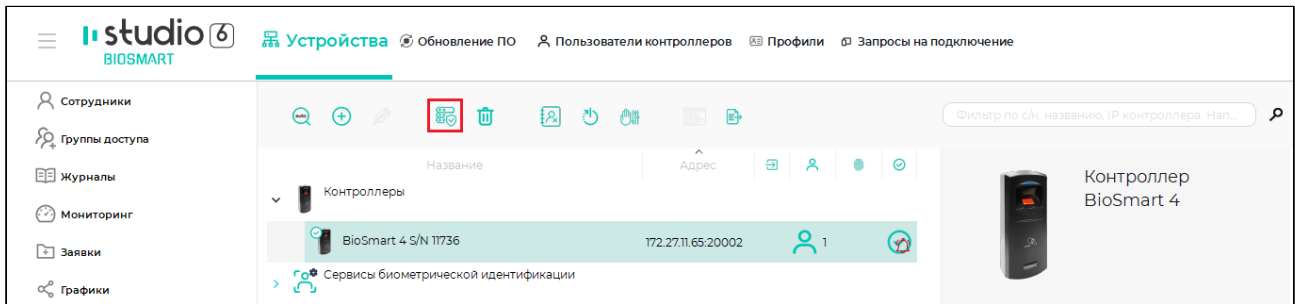 studio 6
BIOSMART
Устройства Обновление ПО Пользователи контроллеров Профили Запросы на подключение
Сотрудники
Группы доступа
Журналы
Мониторинг
Заявки
Графики
auto
Фильтр по с/н, названию, IP контроллера. Нап...
Название Адрес
Контроллеры
BioSmart 4 S/N 11736 172.27.11.65:20002 1
Сервисы биометрической идентификации
Контроллер
BioSmart 4